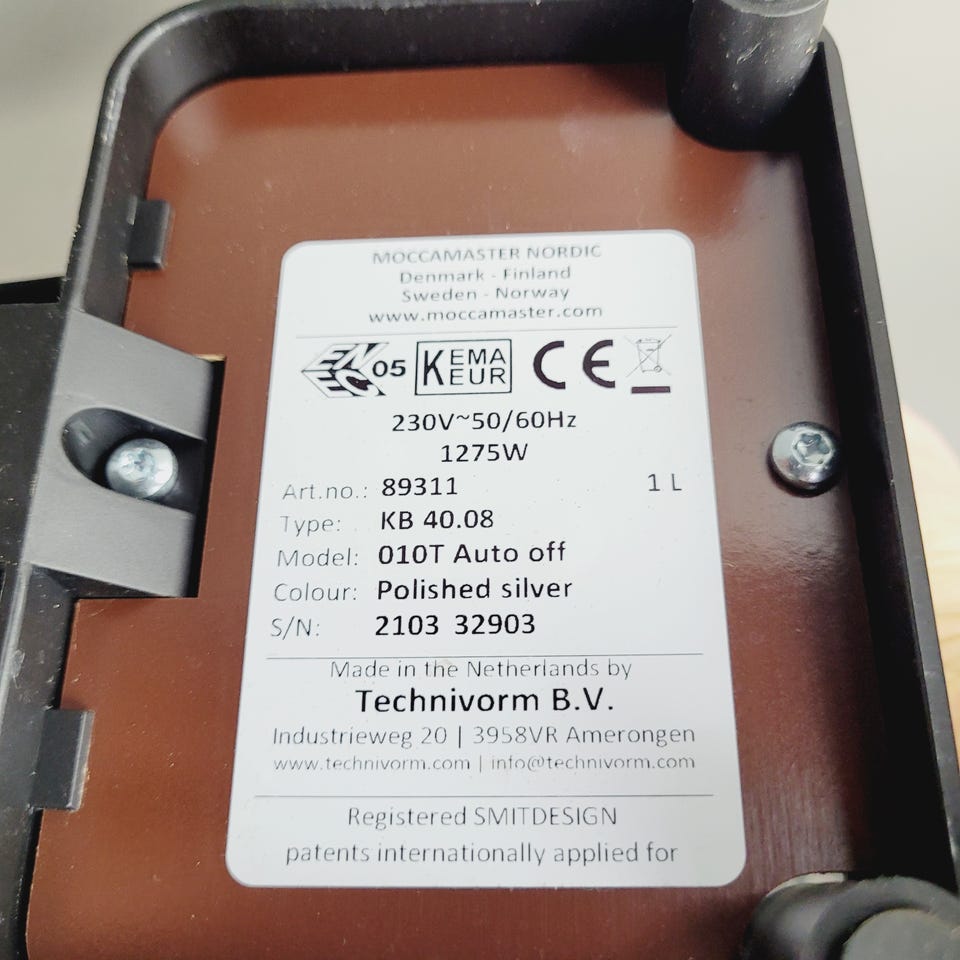 MOCCAMASTER NORDIC
Denmark - Finland
Sweden - Norway
www.moccamaster.com
ENEC 05 KEMA EUR CE
230V~50/60Hz
1275W
Art.no.: 89311 1 L
Type: KB 40.08
Model: 010T Auto off
Colour: Polished silver
S/N: 2103 32903
Made in the Netherlands by
Technivorm B.V.
Industrieweg 20 | 3958VR Amerongen
www.technivorm.com | info@technivorm.com
Registered SMITDESIGN
patents internationally applied for